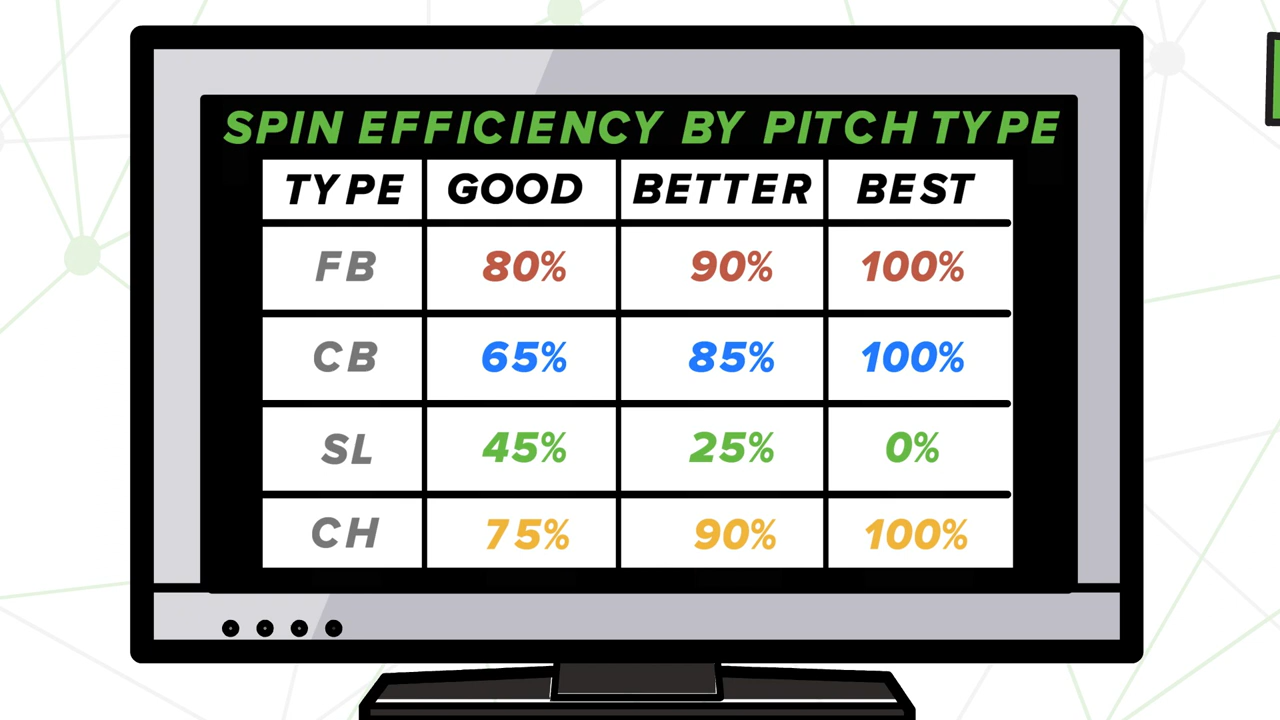 SPIN EFFICIENCY BY PITCH TYPE
TYPE GOOD BETTER BEST
FB 80% 90% 100%
CB 65% 85% 100%
SL 45% 25% 0%
CH 75% 90% 100%